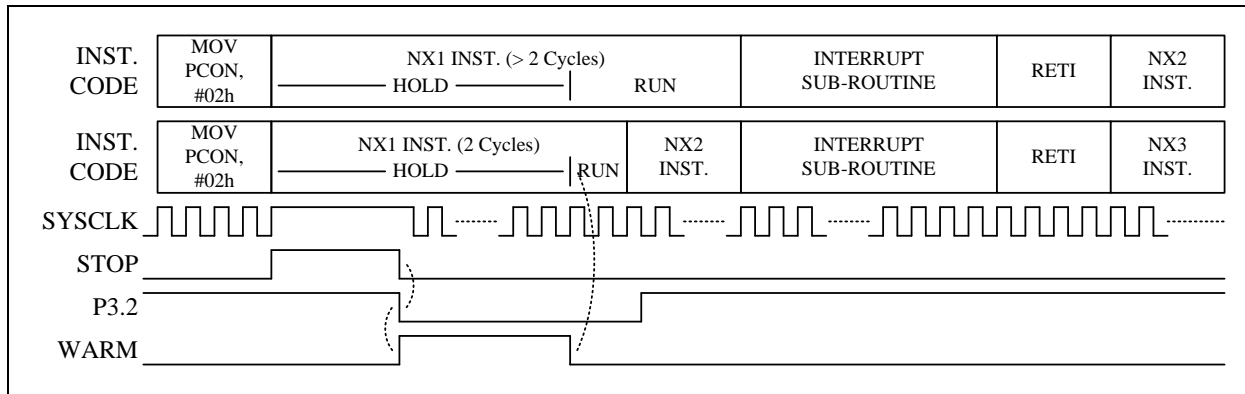 INST. CODE
MOV PCON, #02h
NX1 INST. (> 2 Cycles)
HOLD
RUN
INTERRUPT SUB-ROUTINE
RETI
NX2 INST.
INST. CODE
MOV PCON, #02h
NX1 INST. (2 Cycles)
HOLD
RUN
NX2 INST.
INTERRUPT SUB-ROUTINE
RETI
NX3 INST.
SYSCLK
STOP
P3.2
WARM